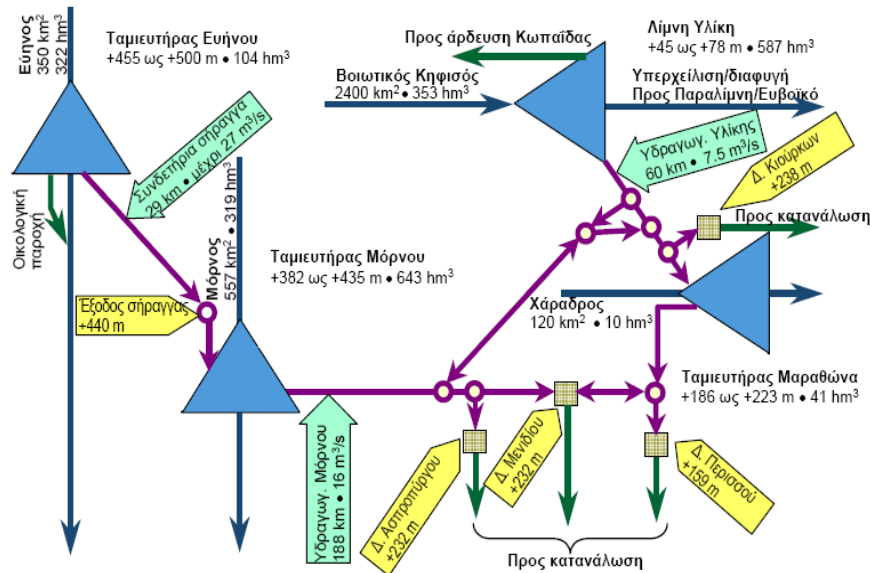 Εύηνος
350 km² 
322 hm³
Ταμιευτήρας Ευήνου
+455 ως +500 m • 104 hm³
Συνδετήρια σήραγγα
29 km • μέχρι 27 m³/s
Οικολογική
παροχή
Έξοδος σήραγγας
+440 m
Μόρνος
557 km² • 319 hm³
Ταμιευτήρας Μόρνου
+382 ως +435 m • 643 hm³
Υδραγωγ. Μόρνου
188 km • 16 m³/s
Προς άρδευση Κωπαΐδας
Λίμνη Υλίκη
+45 ως +78 m • 587 hm³
Βοιωτικός Κηφισός
2400 km² • 353 hm³
Υπερχείλιση/διαφυγή
Προς Παραλίμνη/Ευβοϊκό
Υδραγωγ. Υλίκης
60 km • 7.5 m³/s
Δ. Κιούρκων
+238 m
Προς κατανάλωση
Χάραδρος
120 km² • 10 hm³
Ταμιευτήρας Μαραθώνα
+186 ως +223 m • 41 hm³
Δ. Ασπροπύργου
+232 m
Δ. Μενιδίου
+232 m
Δ. Περισσού
+159 m
Προς κατανάλωση